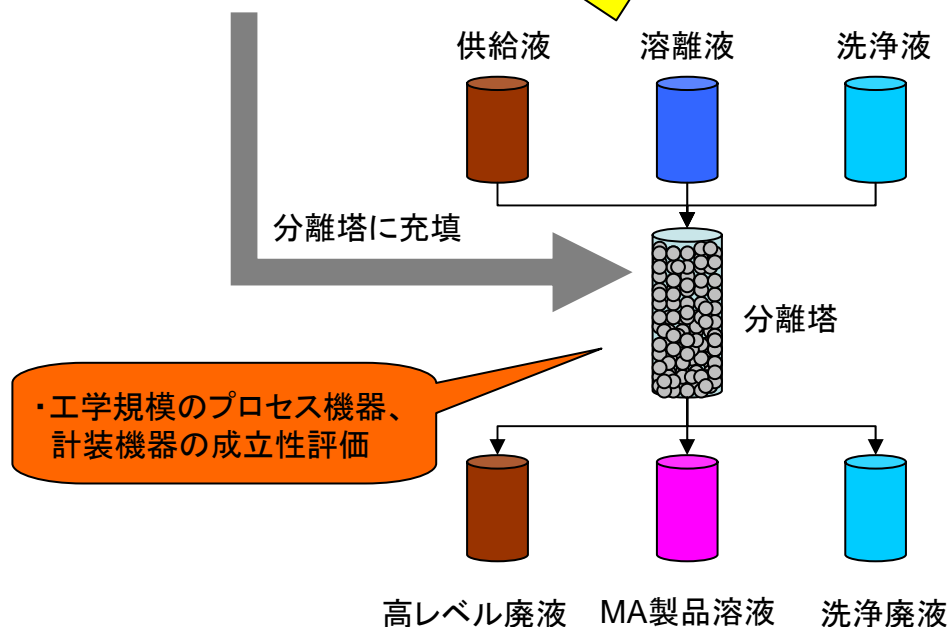 供給液 溶離液 洗浄液
分離塔に充填
分離塔
・工学規模のプロセス機器、
計装機器の成立性評価
高レベル廃液 MA製品溶液 洗浄廃液